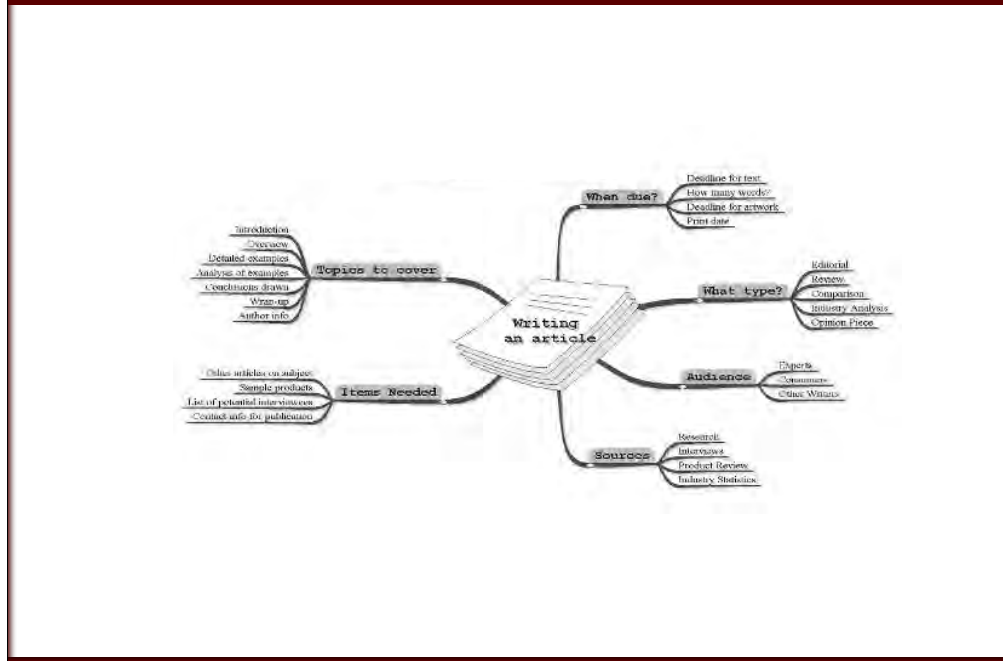 Writing
an article
When due?
Deadline for text
How many words?
Deadline for artwork
Print date
What type?
Editorial
Review
Comparison
Industry Analysis
Opinion Piece
Audience
Experts
Consumers
Other Writers
Sources
Research
Interviews
Product Review
Industry Statistics
Items Needed
Other articles on subject
Sample products
List of potential interviewees
Contact info for publication
Topics to cover
Introduction
Overview
Detailed examples
Analysis of examples
Conclusions drawn
Wrap-up
Author info